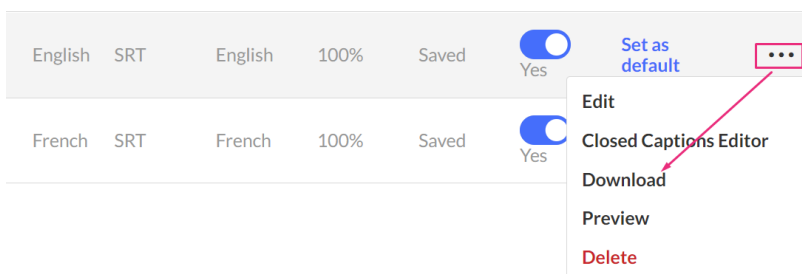 English SRT English 100% Saved Yes Set as default •••
French SRT French 100% Saved Yes
Edit
Closed Captions Editor
Download
Preview
Delete